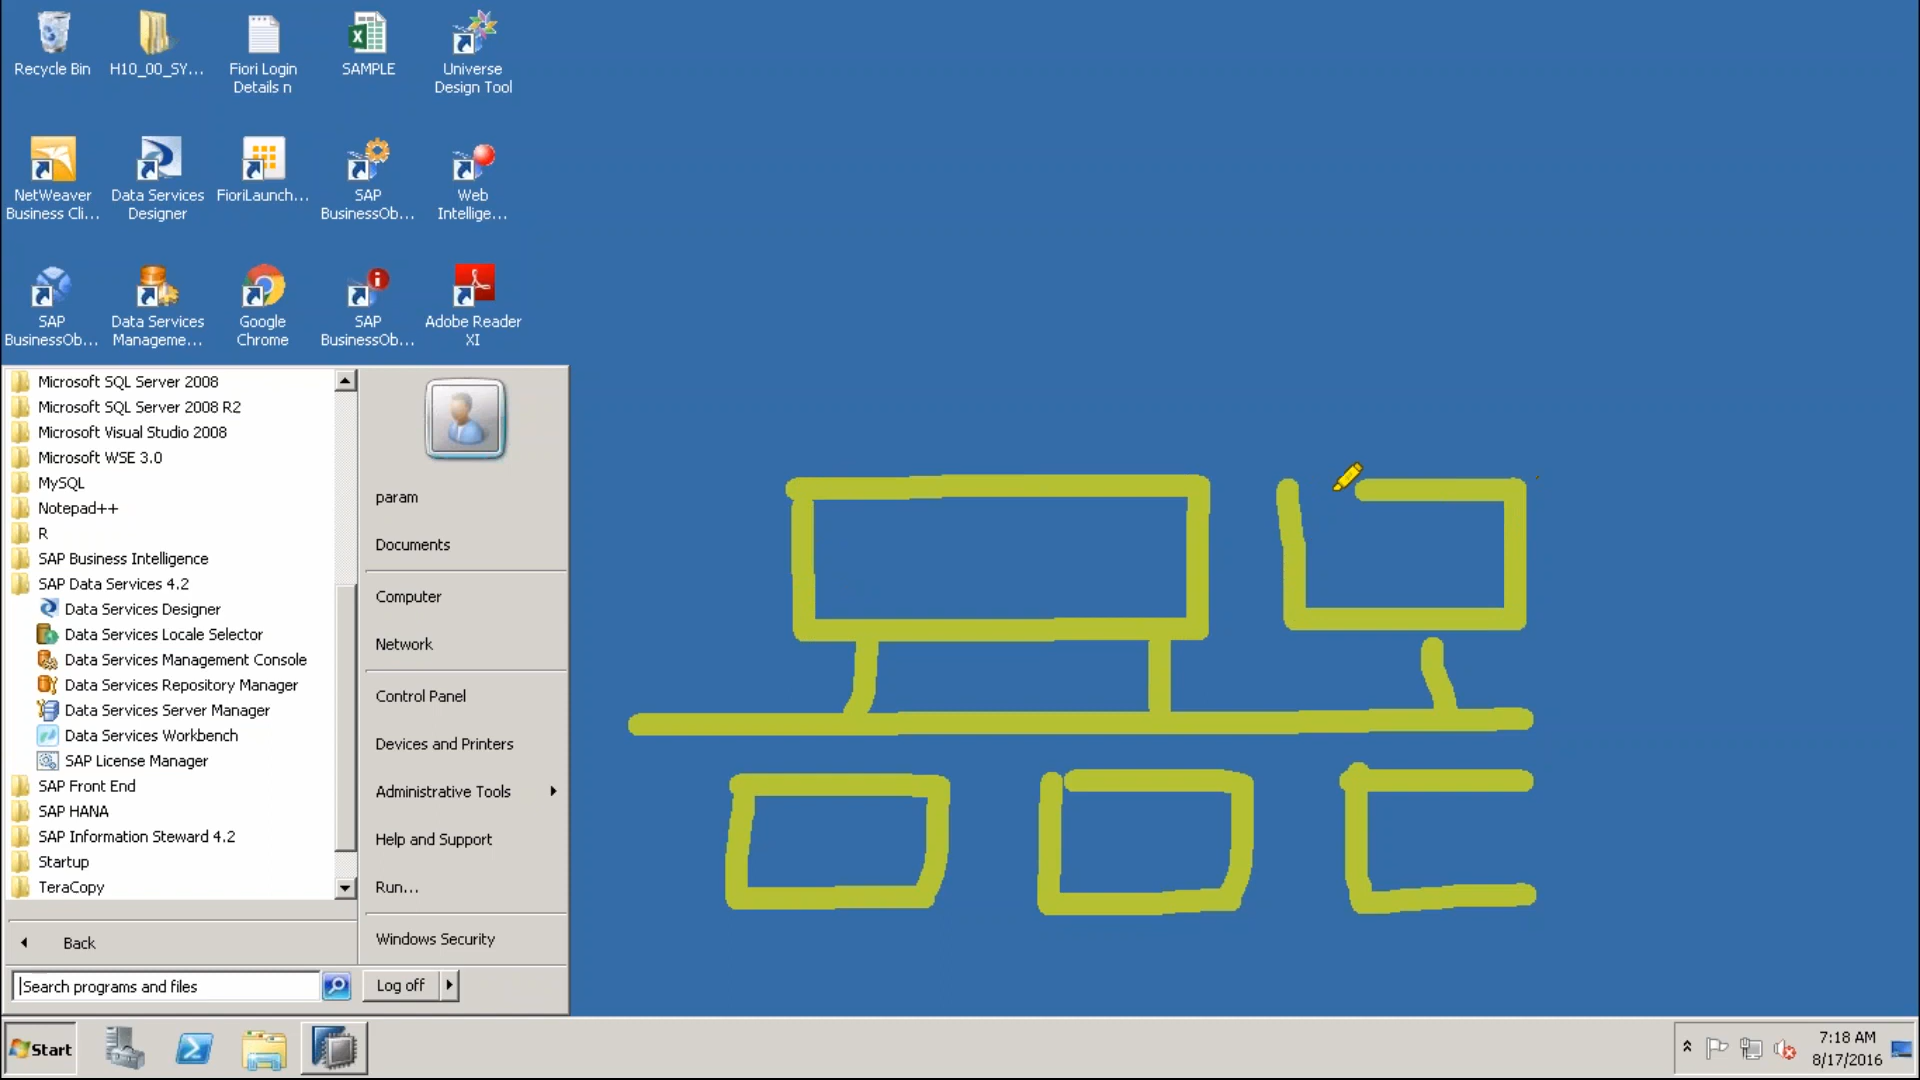 Recycle Bin
H10_00_SY...
Fiori Login
Details n
SAMPLE
Universe
Design Tool
NetWeaver
Business Cli...
Data Services
Designer
FioriLaunch...
SAP
BusinessOb...
Web
Intellige...
SAP
BusinessOb...
Data Services
Manageme...
Google
Chrome
SAP
BusinessOb...
Adobe Reader
XI
Microsoft SQL Server 2008
Microsoft SQL Server 2008 R2
Microsoft Visual Studio 2008
Microsoft WSE 3.0
MySQL
Notepad++
R
SAP Business Intelligence
SAP Data Services 4.2
Data Services Designer
Data Services Locale Selector
Data Services Management Console
Data Services Repository Manager
Data Services Server Manager
Data Services Workbench
SAP License Manager
SAP Front End
SAP HANA
SAP Information Steward 4.2
Startup
TeraCopy
Back
Search programs and files
param
Documents
Computer
Network
Control Panel
Devices and Printers
Administrative Tools
Help and Support
Run...
Windows Security
Log off
Start
7:18 AM
8/17/2016